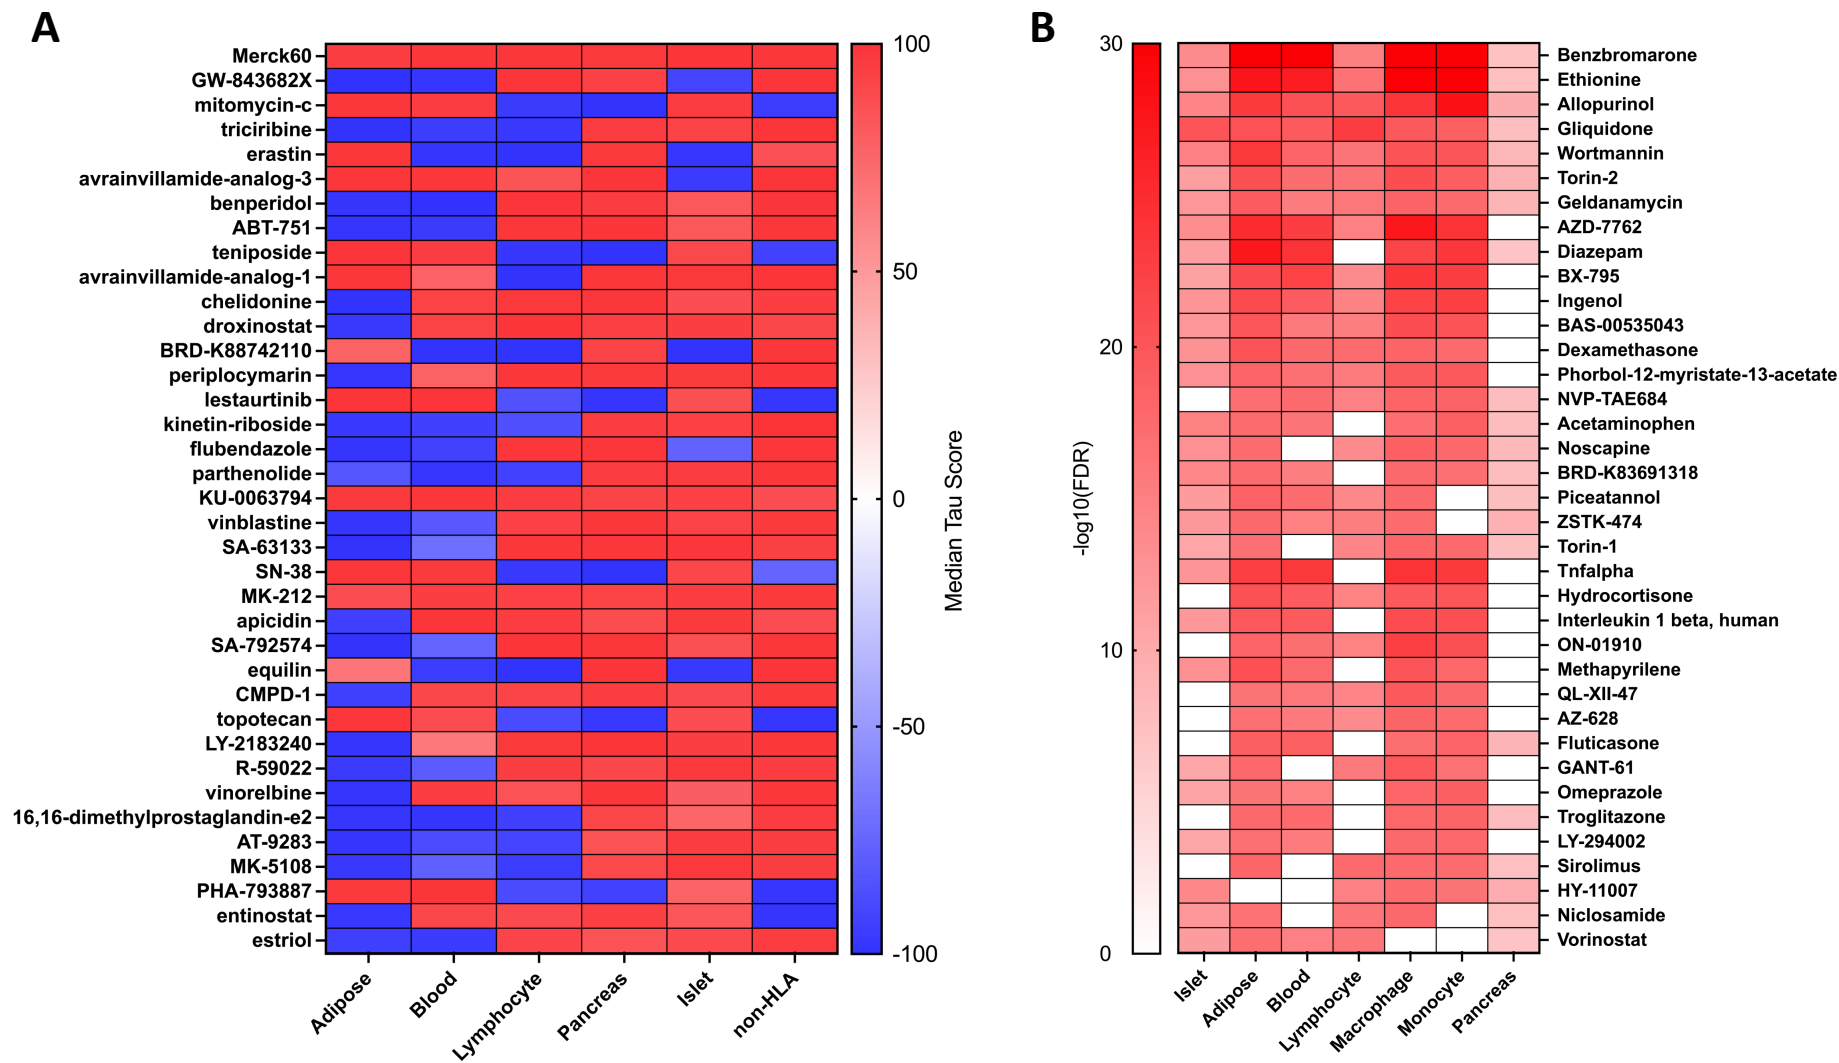 A
Merck60
GW-843682X
mitomycin-c
triciribine
erastin
avrainvillamide-analog-3
benperidol
ABT-751
teniposide
avrainvillamide-analog-1
chelidonine
droxinostat
BRD-K88742110
periplocymarin
lestaurtinib
kinetin-riboside
flubendazole
parthenolide
KU-0063794
vinblastine
SA-63133
SN-38
MK-212
apicidin
SA-792574
equilin
CMPD-1
topotecan
LY-2183240
R-59022
vinorelbine
16,16-dimethylprostaglandin-e2
AT-9283
MK-5108
PHA-793887
entinostat
estriol
Adipose
Blood
Lymphocyte
Pancreas
Islet
non-HLA
100
50
0
-50
-100
Median Tau Score
B
30
20
10
0
-log10(FDR)
Benzbromarone
Ethionine
Allopurinol
Gliquidone
Wortmannin
Torin-2
Geldanamycin
AZD-7762
Diazepam
BX-795
Ingenol
BAS-00535043
Dexamethasone
Phorbol-12-myristate-13-acetate
NVP-TAE684
Acetaminophen
Noscapine
BRD-K83691318
Piceatannol
ZSTK-474
Torin-1
Tnfalpha
Hydrocortisone
Interleukin 1 beta, human
ON-01910
Methapyrilene
QL-XII-47
AZ-628
Fluticasone
GANT-61
Omeprazole
Troglitazone
LY-294002
Sirolimus
HY-11007
Niclosamide
Vorinostat
Islet
Adipose
Blood
Lymphocyte
Macrophage
Monocyte
Pancreas